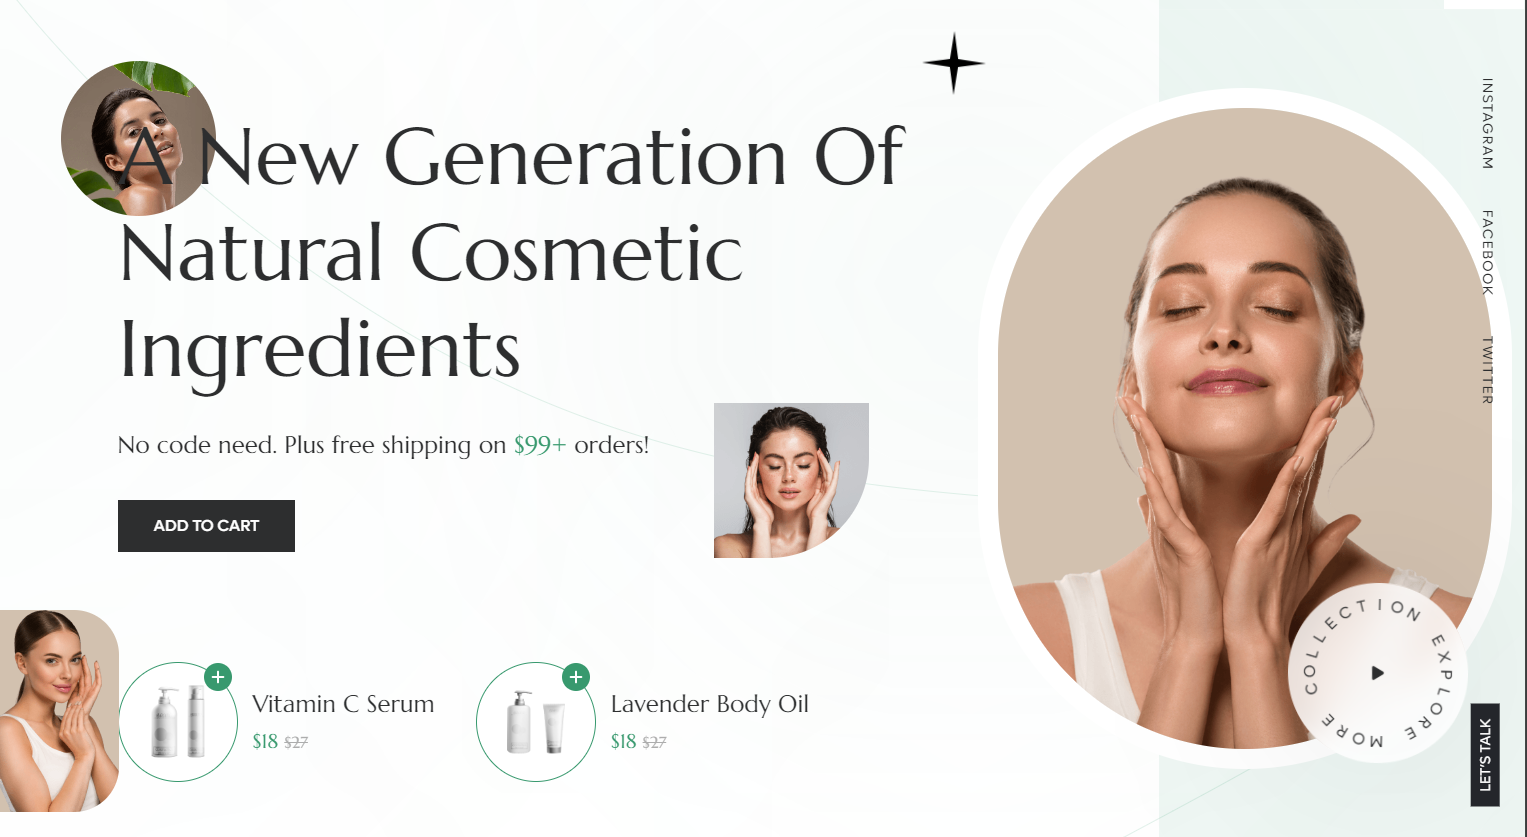 A New Generation Of
Natural Cosmetic
Ingredients
No code need. Plus free shipping on $99+ orders!
ADD TO CART
Vitamin C Serum
$18 $27
Lavender Body Oil
$18 $27
INSTAGRAM
FACEBOOK
TWITTER
COLLECTION EXPLORE MORE
LET'S TALK